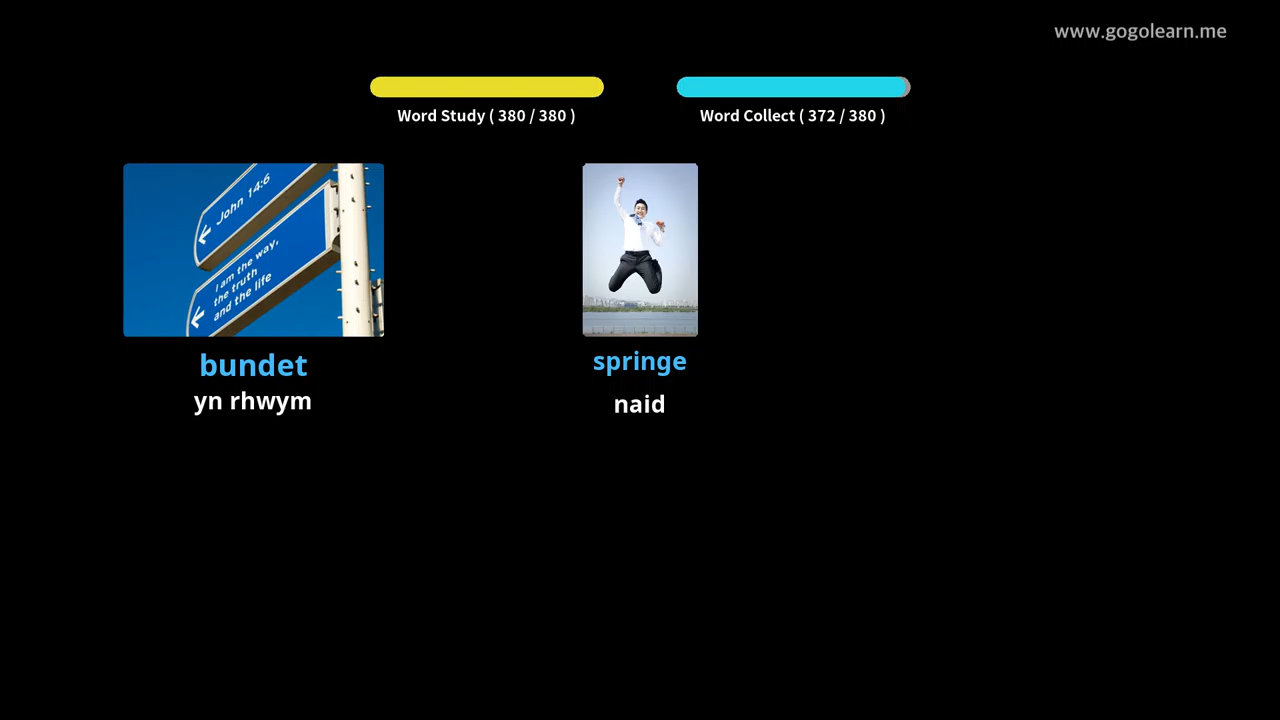 www.gogolearn.me
Word Study ( 380 / 380 )
Word Collect ( 372 / 380 )
John 14:6
I am the way,
the truth
and the life
bundet
yn rhwym
springe
naid